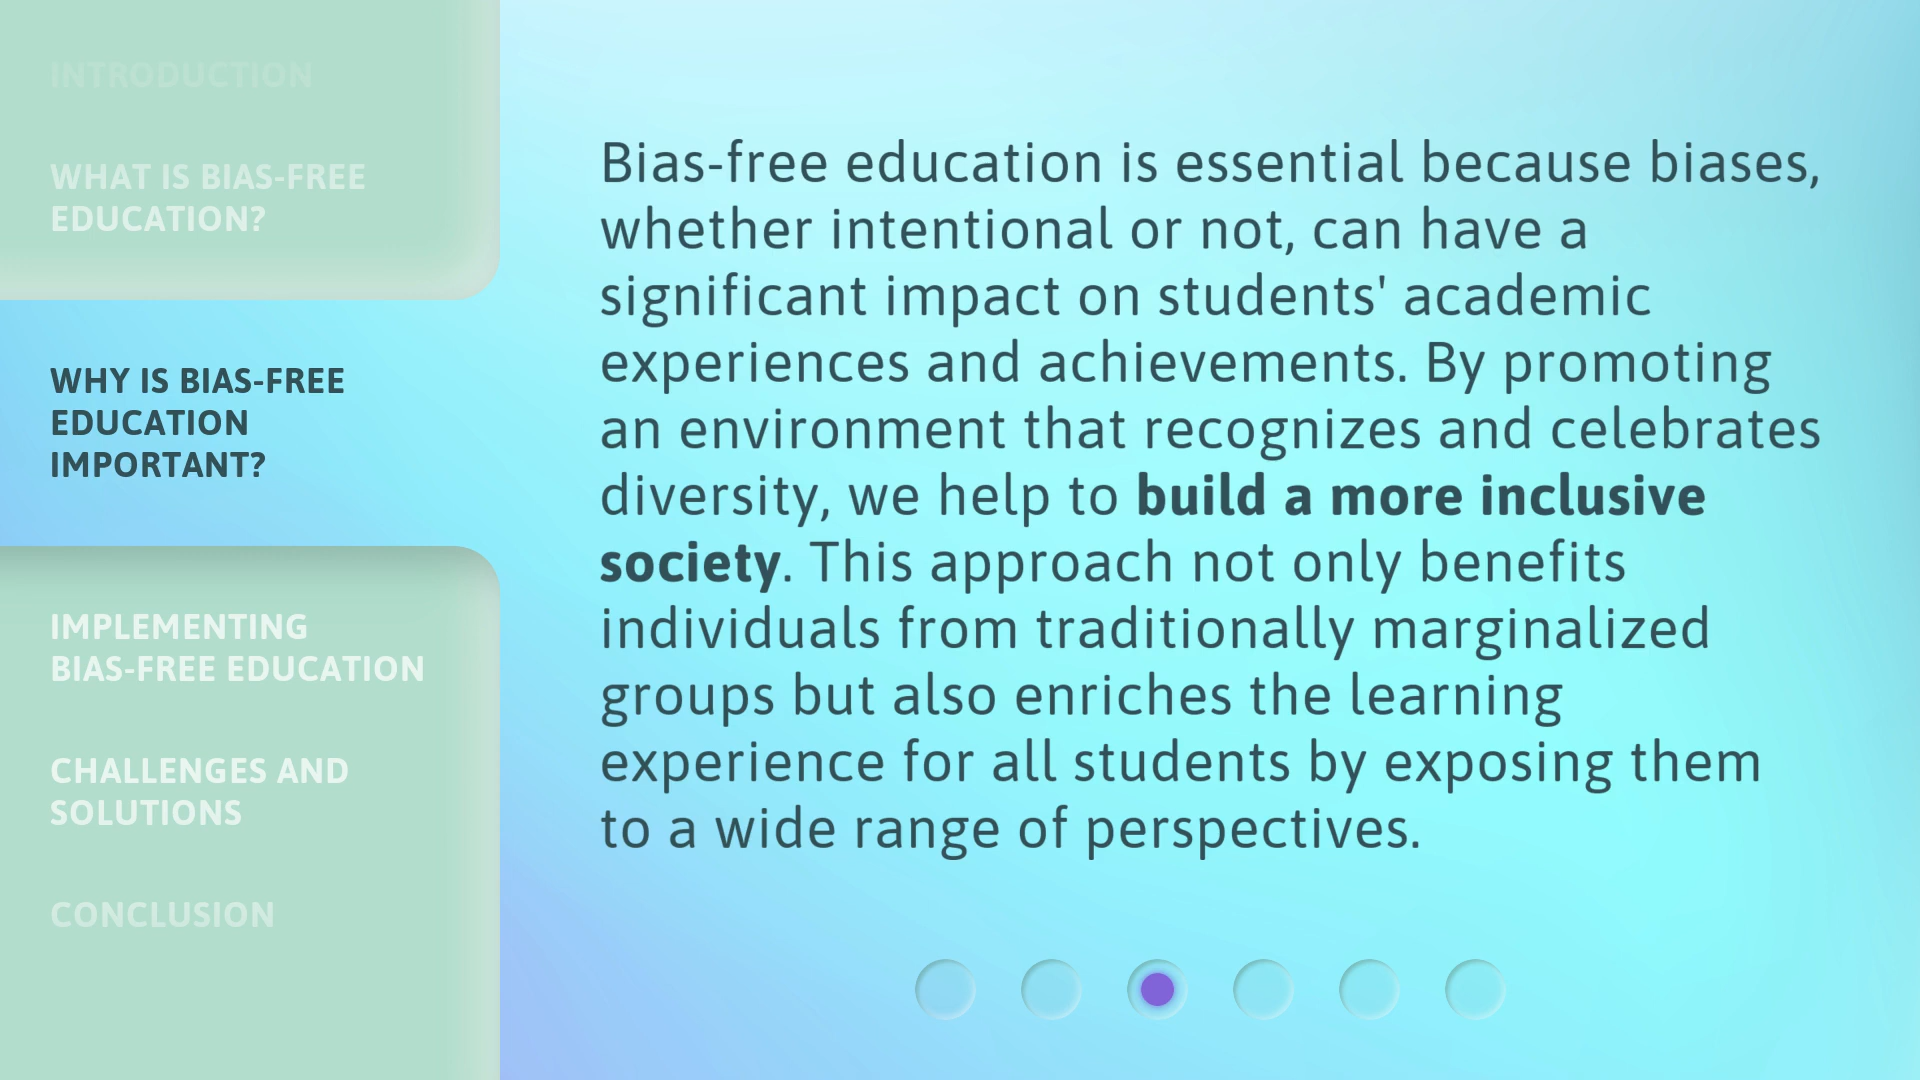 INTRODUCTION
WHAT IS BIAS-FREE
EDUCATION?
WHY IS BIAS-FREE
EDUCATION
IMPORTANT?
IMPLEMENTING
BIAS-FREE EDUCATION
CHALLENGES AND
SOLUTIONS
CONCLUSION
Bias-free education is essential because biases,
whether intentional or not, can have a
significant impact on students' academic
experiences and achievements. By promoting
an environment that recognizes and celebrates
diversity, we help to build a more inclusive
society. This approach not only benefits
individuals from traditionally marginalized
groups but also enriches the learning
experience for all students by exposing them
to a wide range of perspectives.